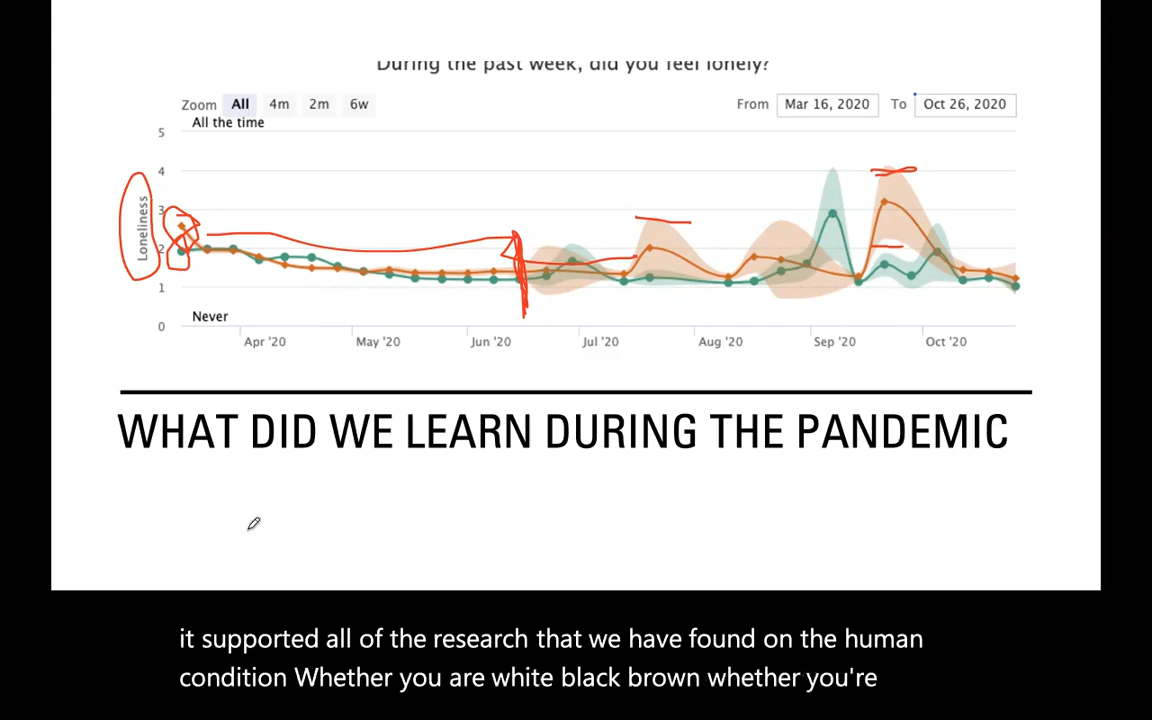 During the past week, did you feel lonely?
Zoom All 4m 2m 6w From Mar 16, 2020 To Oct 26, 2020
All the time
5
4
3
2
1
0
Loneliness
Never
Apr '20 May '20 Jun '20 Jul '20 Aug '20 Sep '20 Oct '20
WHAT DID WE LEARN DURING THE PANDEMIC
it supported all of the research that we have found on the human
condition Whether you are white black brown whether you're